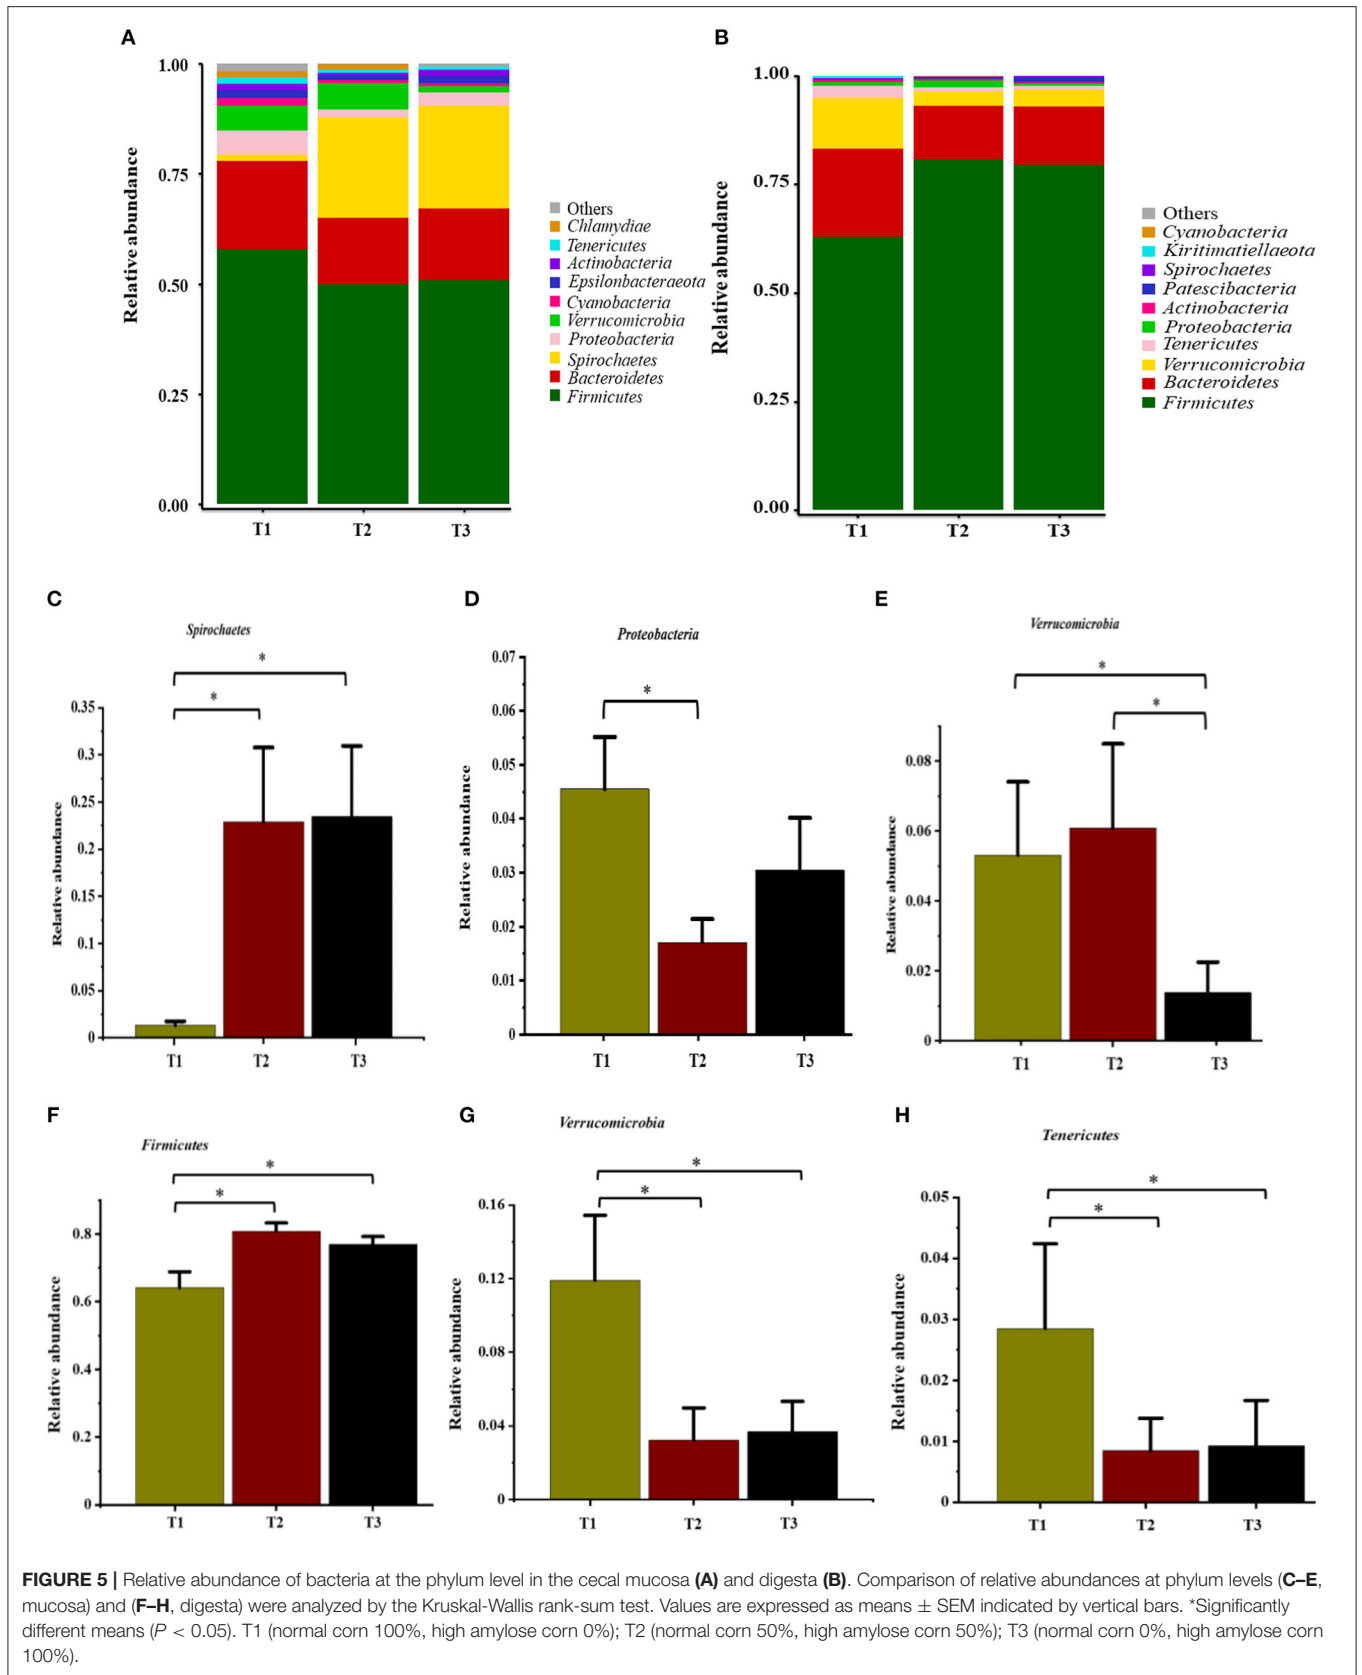 A
Relative abundance
1.00
0.75
0.50
0.25
0.00
T1 T2 T3
Others
Chlamydiae
Tenericutes
Actinobacteria
Epsilonbacteraeota
Cyanobacteria
Verrucomicrobia
Proteobacteria
Spirochaetes
Bacteroidetes
Firmicutes
B
Relative abundance
1.00
0.75
0.50
0.25
0.00
T1 T2 T3
Others
Cyanobacteria
Kiritimatiellaeota
Spirochaetes
Patescibacteria
Actinobacteria
Proteobacteria
Tenericutes
Verrucomicrobia
Bacteroidetes
Firmicutes
C
Spirochaetes
*
*
Relative abundance
0.35
0.3
0.25
0.2
0.15
0.1
0.05
0
T1 T2 T3
D
Proteobacteria
*
Relative abundance
0.07
0.06
0.05
0.04
0.03
0.02
0.01
0
T1 T2 T3
E
Verrucomicrobia
*
*
Relative abundance
0.08
0.06
0.04
0.02
0
T1 T2 T3
F
Firmicutes
*
*
Relative abundance
0.8
0.6
0.4
0.2
0
T1 T2 T3
G
Verrucomicrobia
*
*
Relative abundance
0.16
0.12
0.08
0.04
0
T1 T2 T3
H
Tenericutes
*
*
Relative abundance
0.05
0.04
0.03
0.02
0.01
0
T1 T2 T3
FIGURE 5 | Relative abundance of bacteria at the phylum level in the cecal mucosa (A) and digesta (B). Comparison of relative abundances at phylum levels (C–E,
mucosa) and (F–H, digesta) were analyzed by the Kruskal-Wallis rank-sum test. Values are expressed as means ± SEM indicated by vertical bars. *Significantly
different means (P < 0.05). T1 (normal corn 100%, high amylose corn 0%); T2 (normal corn 50%, high amylose corn 50%); T3 (normal corn 0%, high amylose corn
100%).